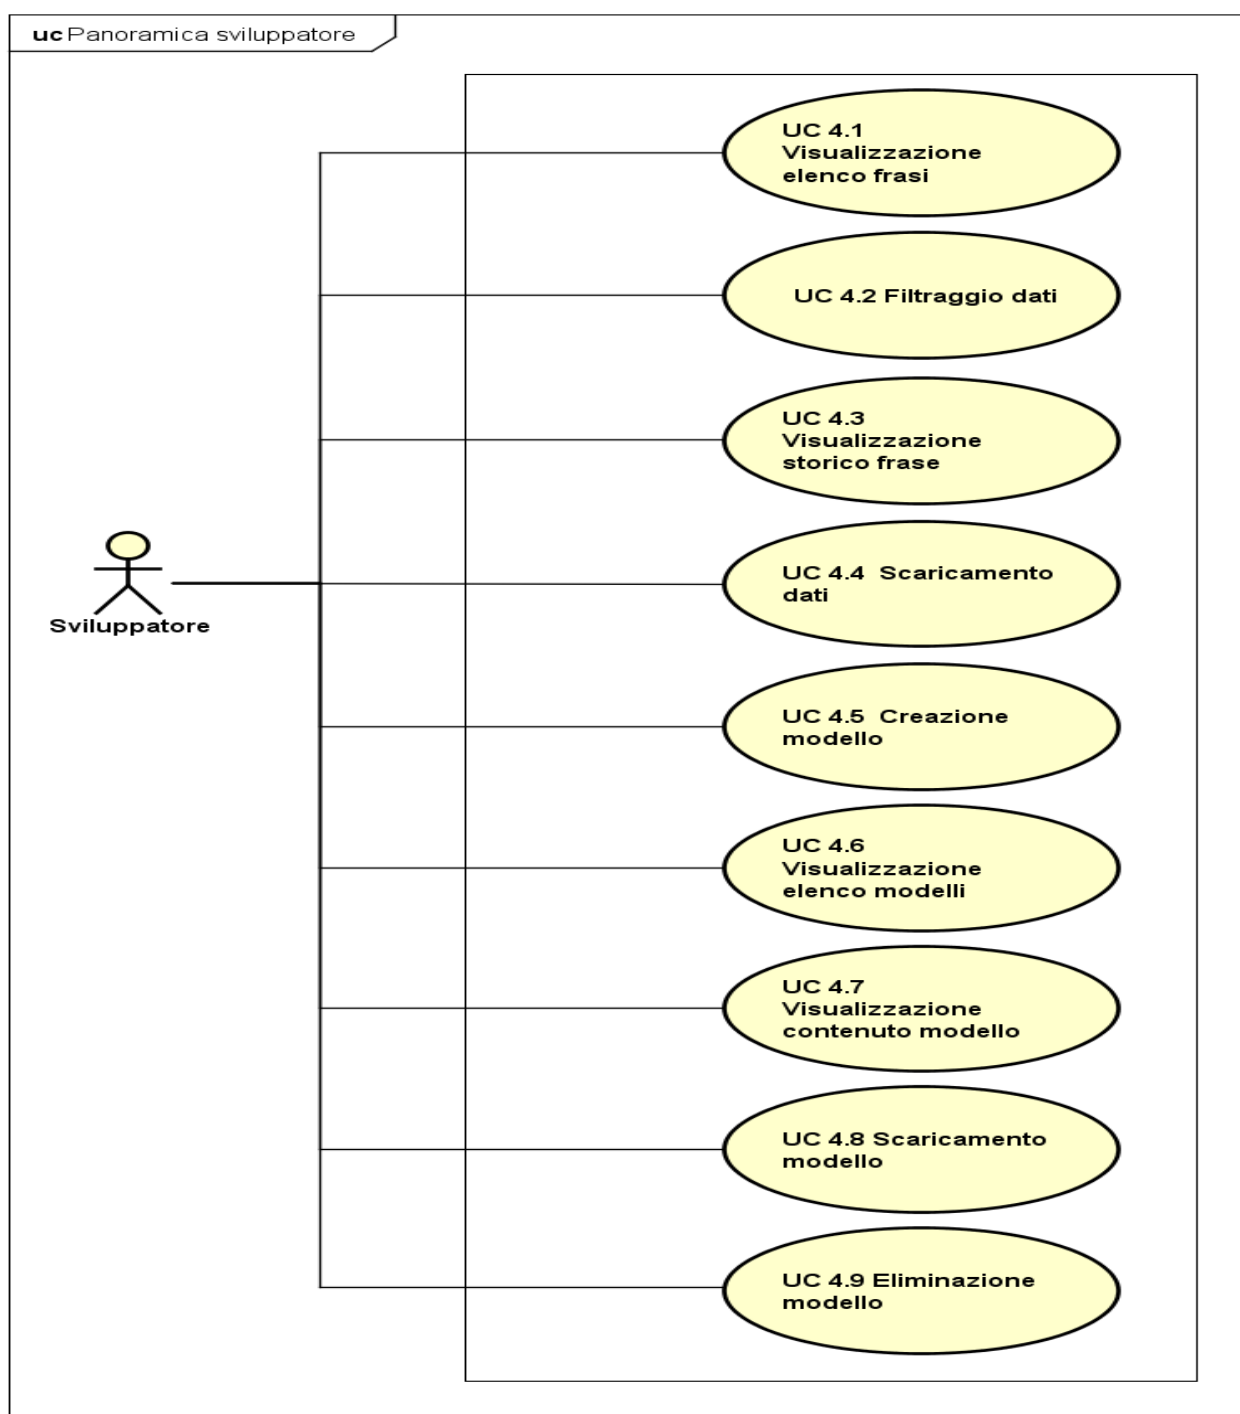 uc Panoramica sviluppatore
UC 4.1
Visualizzazione
elenco frasi
UC 4.2 Filtraggio dati
UC 4.3
Visualizzazione
storico frase
UC 4.4 Scaricamento
dati
Sviluppatore
UC 4.5 Creazione
modello
UC 4.6
Visualizzazione
elenco modelli
UC 4.7
Visualizzazione
contenuto modello
UC 4.8 Scaricamento
modello
UC 4.9 Eliminazione
modello